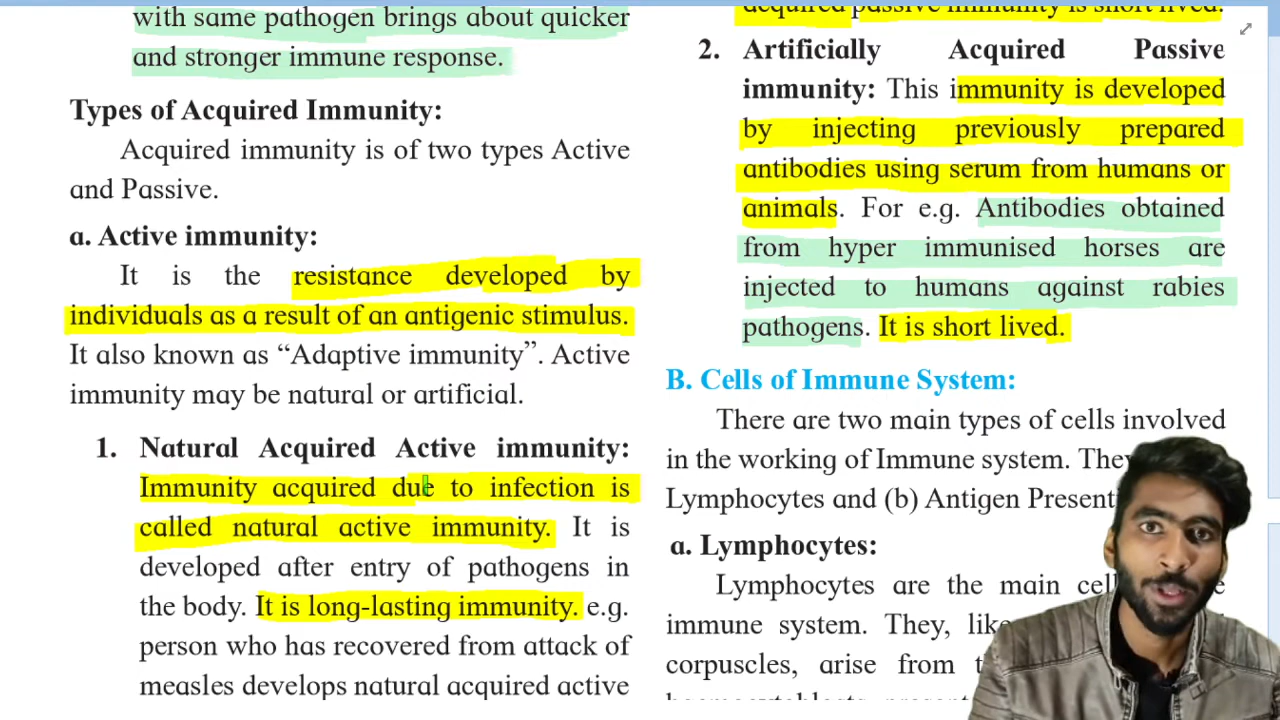 with same pathogen brings about quicker
and stronger immune response.
Types of Acquired Immunity:
Acquired immunity is of two types Active
and Passive.
a. Active immunity:
It is the resistance developed by
individuals as a result of an antigenic stimulus.
It also known as “Adaptive immunity”. Active
immunity may be natural or artificial.
1. Natural Acquired Active immunity:
Immunity acquired due to infection is
called natural active immunity. It is
developed after entry of pathogens in
the body. It is long-lasting immunity. e.g.
person who has recovered from attack of
measles develops natural acquired active
acquired passive immunity is short lived.
2. Artificially Acquired Passive
immunity: This immunity is developed
by injecting previously prepared
antibodies using serum from humans or
animals. For e.g. Antibodies obtained
from hyper immunised horses are
injected to humans against rabies
pathogens. It is short lived.
B. Cells of Immune System:
There are two main types of cells involved
in the working of Immune system.
Lymphocytes and (b) Antigen
a. Lymphocytes:
Lymphocytes are the main
immune system. They,
corpuscles, arise from